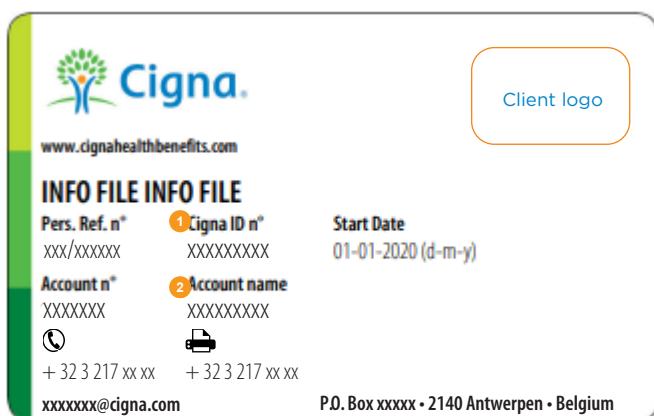 Cigna.
Client logo
www.cignahealthbenefits.com
INFO FILE INFO FILE
Pers. Ref. n° 1 Cigna ID n° Start Date
xxx/xxxxxx XXXXXXXXX 01-01-2020 (d-m-y)
Account n° 2 Account name
XXXXXXX XXXXXXXXX
+ 32 3 217 xx xx + 32 3 217 xx xx
xxxxxxx@cigna.com P.O. Box xxxxx • 2140 Antwerpen • Belgium